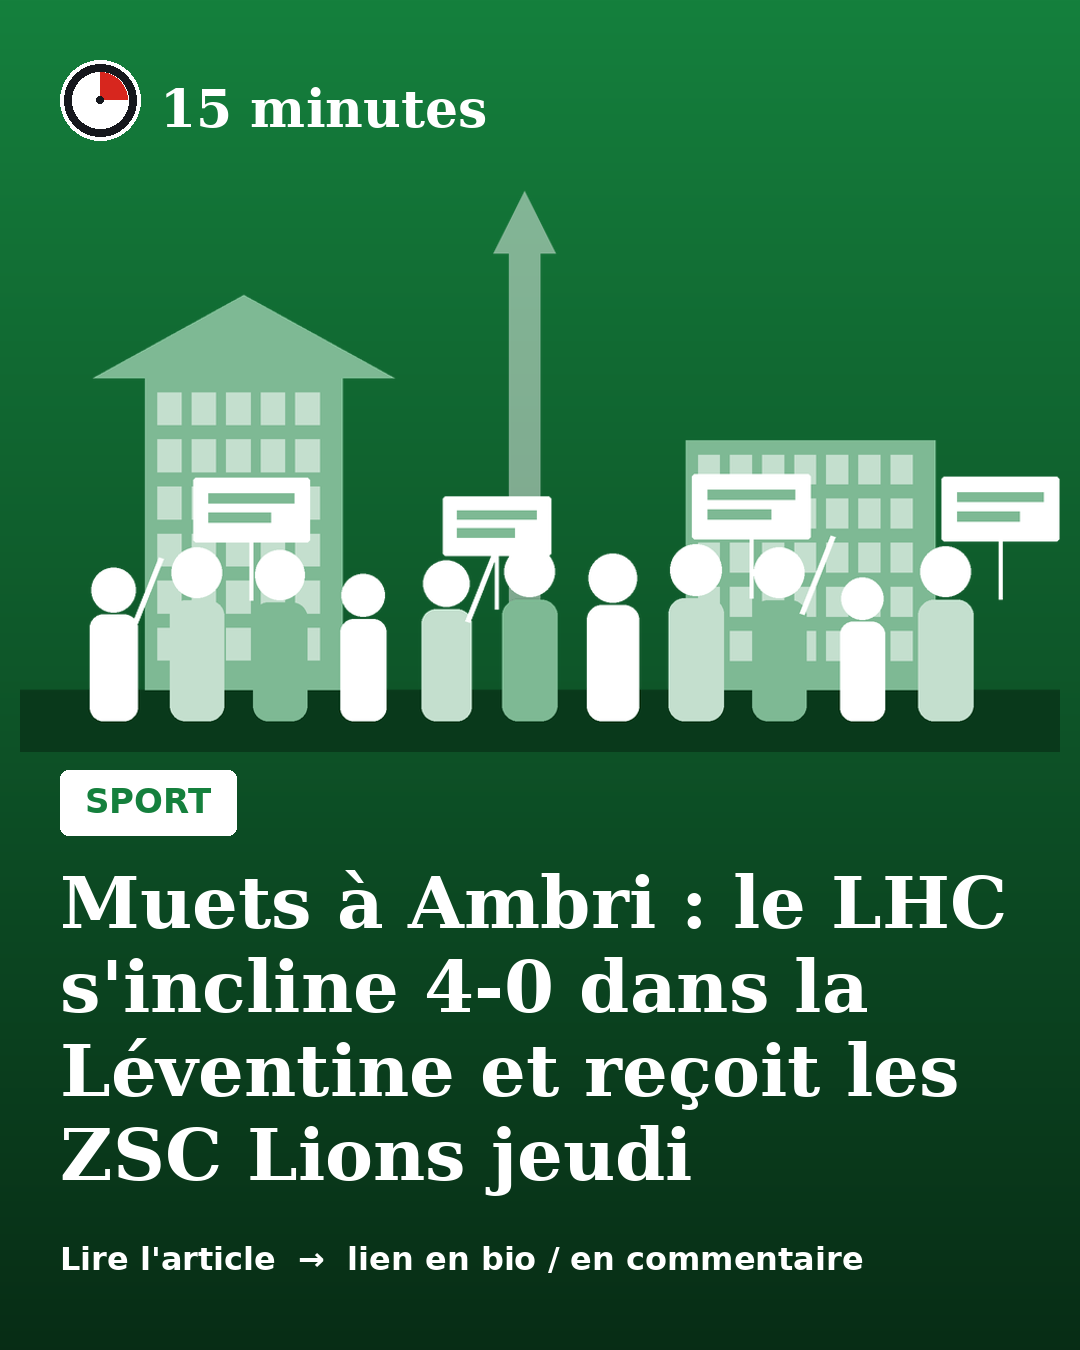 15 minutes
SPORT
Muets à Ambri : le LHC
s'incline 4-0 dans la
Léventine et reçoit les
ZSC Lions jeudi
Lire l'article → lien en bio / en commentaire